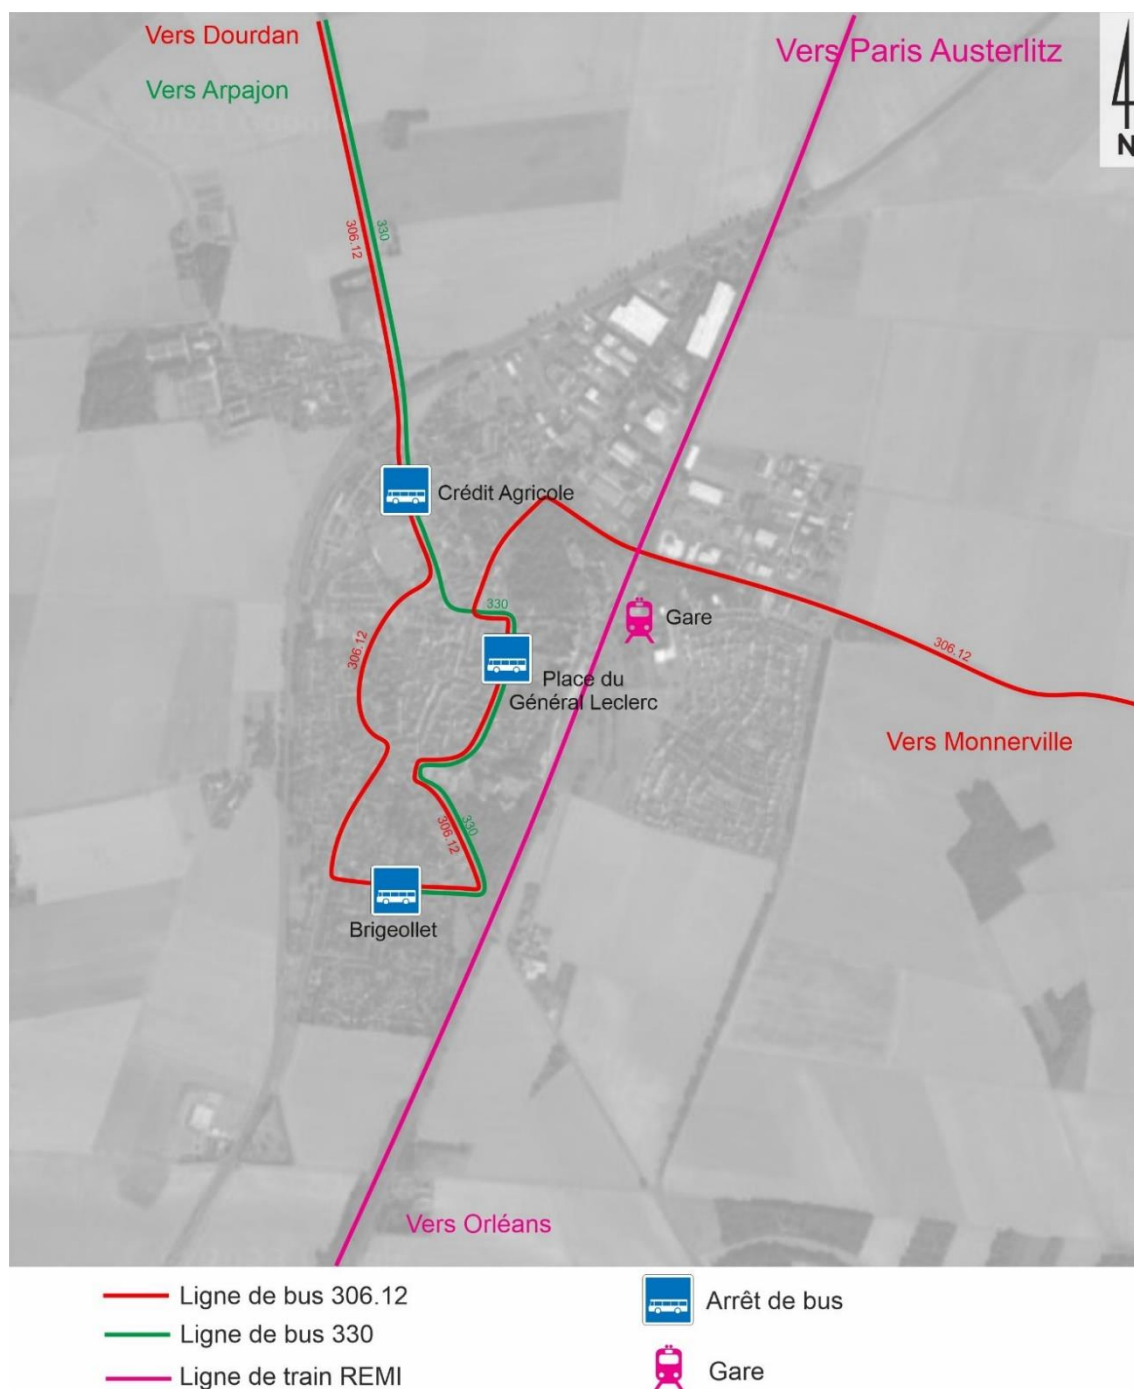 Vers Dourdan
Vers Paris Austerlitz
Vers Arpajon
N
330
306.12
Crédit Agricole
330
Gare
306.12
306.12
Place du
Général Leclerc
Vers Monnerville
330
306.12
Brigeollet
Vers Orléans
Ligne de bus 306.12
Arrêt de bus
Ligne de bus 330
Ligne de train REMI
Gare